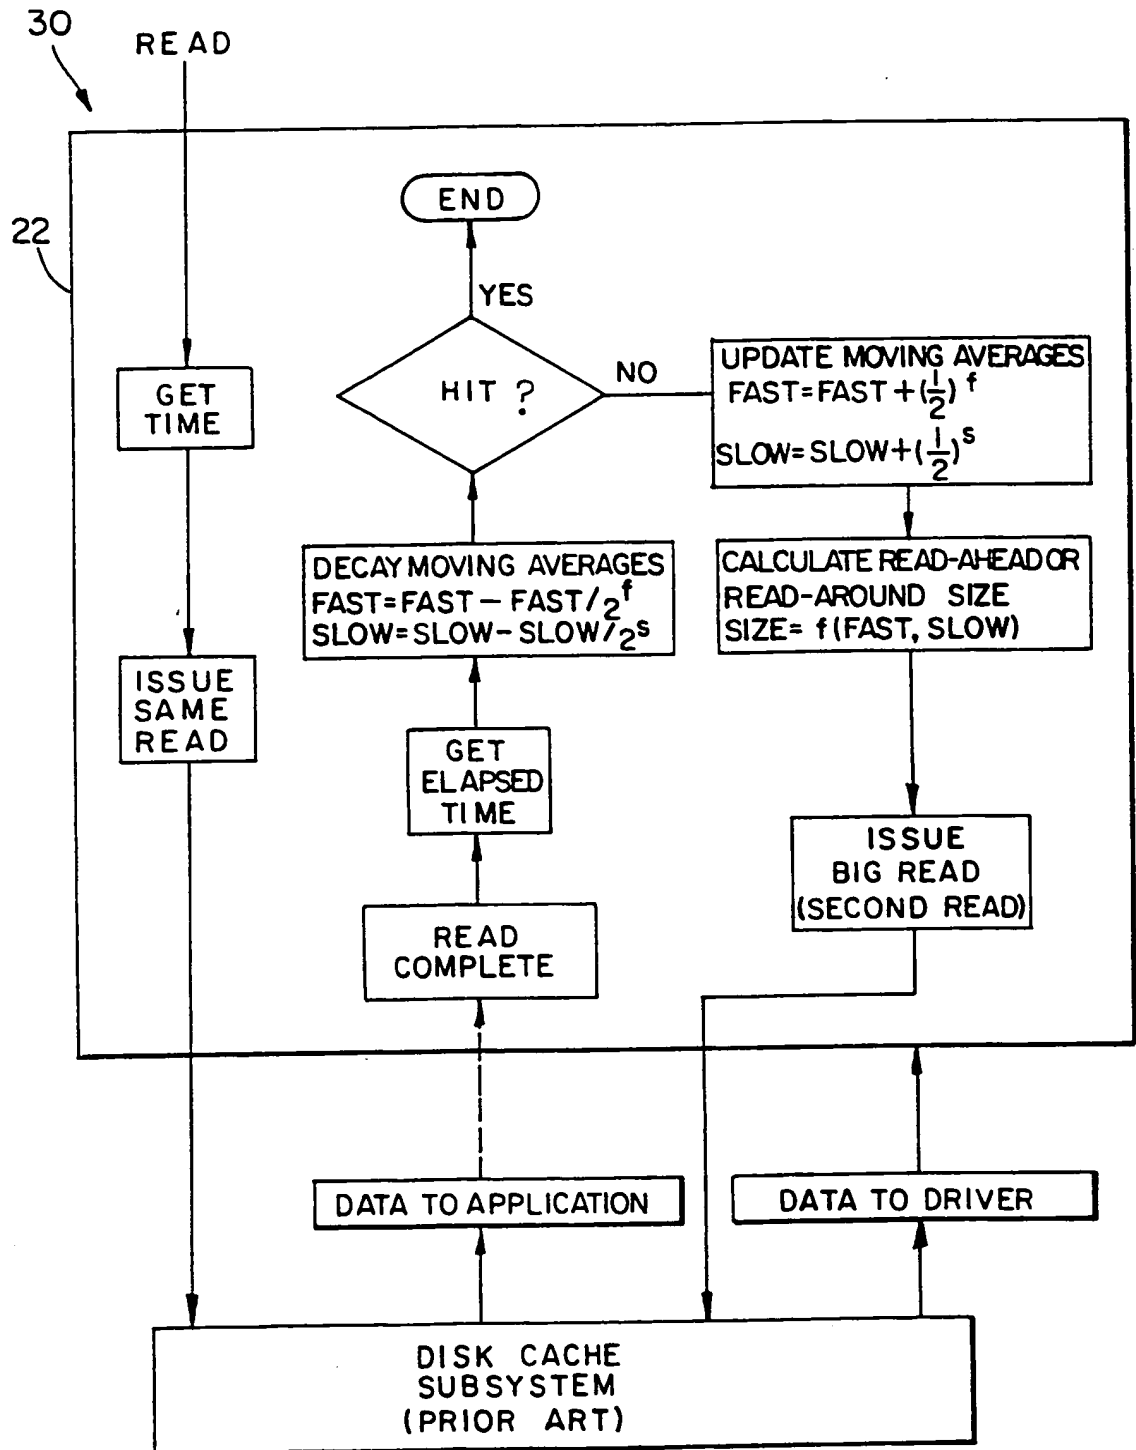 30
READ
22
END
YES
HIT ?
NO
UPDATE MOVING AVERAGES
FAST=FAST+(1/2)^f
SLOW=SLOW+(1/2)^s
GET
TIME
DECAY MOVING AVERAGES
FAST=FAST-FAST/2^f
SLOW=SLOW-SLOW/2^s
CALCULATE READ-AHEAD OR
READ-AROUND SIZE
SIZE= f(FAST, SLOW)
ISSUE
SAME
READ
GET
ELAPSED
TIME
ISSUE
BIG READ
(SECOND READ)
READ
COMPLETE
DATA TO APPLICATION
DATA TO DRIVER
DISK CACHE
SUBSYSTEM
(PRIOR ART)